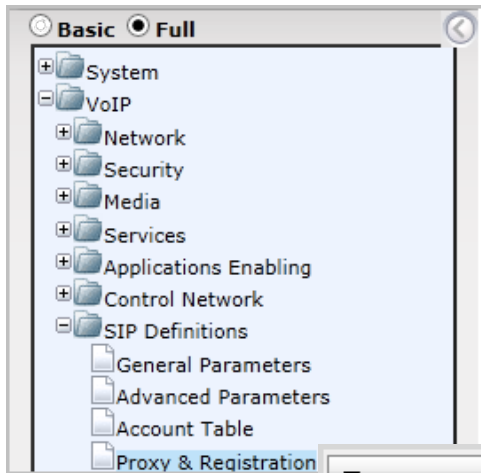 Basic Full
System
VoIP
Network
Security
Media
Services
Applications Enabling
Control Network
SIP Definitions
General Parameters
Advanced Parameters
Account Table
Proxy & Registration